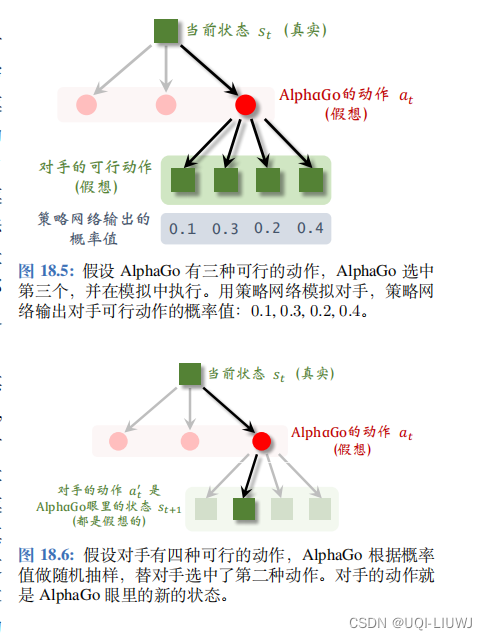 当前状态 st (真实)
AlphaGo的动作 at
(假想)
对手的可行动作
(假想)
策略网络输出的
概率值
0.1 0.3 0.2 0.4
图 18.5: 假设 AlphaGo 有三种可行的动作，AlphaGo 选中
第三个，并在模拟中执行。用策略网络模拟对手，策略网
络输出对手可行动作的概率值：0.1, 0.3, 0.2, 0.4。
当前状态 st (真实)
AlphaGo的动作 at
(假想)
对手的动作 a′t 是
AlphaGo眼里的状态 st+1
(都是假想的)
图 18.6: 假设对手有四种可行的动作，AlphaGo 根据概率
值做随机抽样，替对手选中了第二种动作。对手的动作就
是 AlphaGo 眼里的新的状态。
CSDN @UQI-LIUWJ